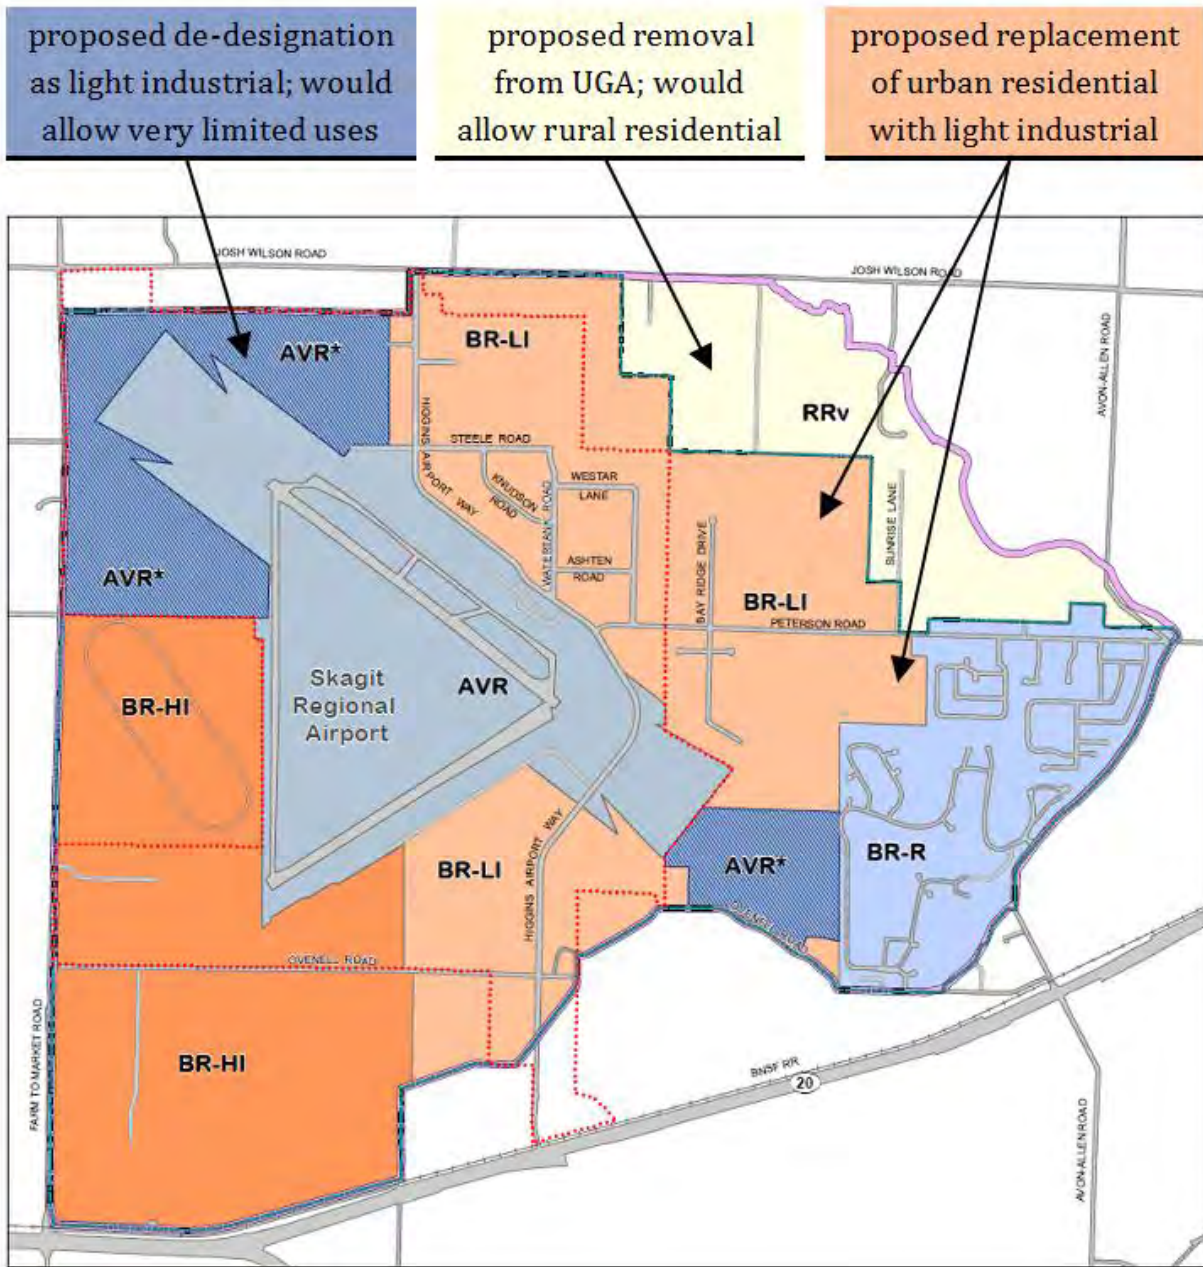 proposed de-designation
as light industrial; would
allow very limited uses
proposed removal
from UGA; would
allow rural residential
proposed replacement
of urban residential
with light industrial
JOSH WILSON ROAD
JOSH WILSON ROAD
AVR*
BR-LI
RRv
AVON-ALLEN ROAD
HIGGINS AIRPORT WAY
STEELE ROAD
KNUDSON
ROAD
WESTAR
LANE
WATERTANK ROAD
ASHTEN
ROAD
BAY RIDGE DRIVE
SUNRISE LANE
AVR*
BR-LI
PETERSON ROAD
BR-HI
Skagit
Regional
Airport
AVR
BR-LI
HIGGINS AIRPORT WAY
AVR*
BR-R
OVENELL ROAD
OVENELL ROAD
FARM TO MARKET ROAD
BR-HI
BNSF RR
20
AVON-ALLEN ROAD